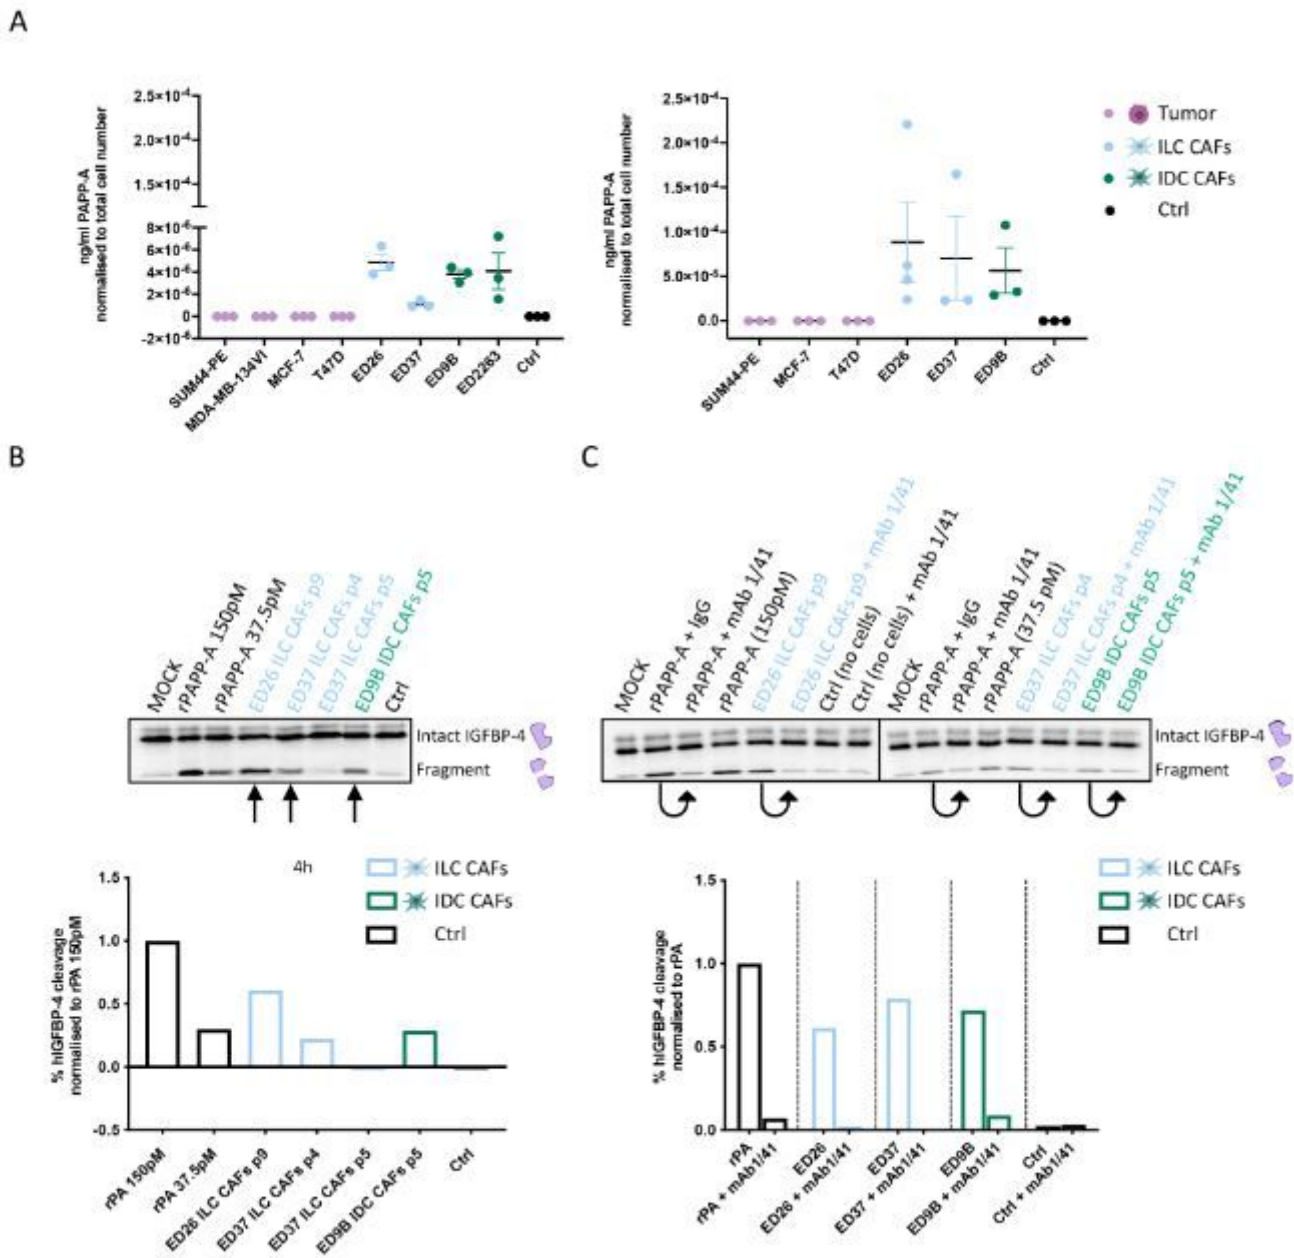 A
ng/ml PAPP-A
normalised to total cell number
2.5×10⁻⁴
2.0×10⁻⁴
1.5×10⁻⁴
8×10⁻⁶
6×10⁻⁶
4×10⁻⁶
2×10⁻⁶
0
-2×10⁻⁶
SUM44-PE
MDA-MB-134VI
MCF-7
T47D
ED26
ED37
ED9B
ED2263
Ctrl
ng/ml PAPP-A
normalised to total cell number
2.5×10⁻⁴
2.0×10⁻⁴
1.5×10⁻⁴
1.0×10⁻⁴
5.0×10⁻⁵
0.0
SUM44-PE
MCF-7
T47D
ED26
ED37
ED9B
Ctrl
Tumor
ILC CAFs
IDC CAFs
Ctrl
B
MOCK
rPAPP-A 150pM
rPAPP-A 37.5pM
ED26 ILC CAFs p9
ED37 ILC CAFs p4
ED37 ILC CAFs p5
ED9B IDC CAFs p5
Ctrl
Intact IGFBP-4
Fragment
4h
ILC CAFs
IDC CAFs
Ctrl
% hIGFBP-4 cleavage
normalised to rPA 150pM
1.5
1.0
0.5
0.0
-0.5
rPA 150pM
rPA 37.5pM
ED26 ILC CAFs p9
ED37 ILC CAFs p4
ED37 ILC CAFs p5
ED9B IDC CAFs p5
Ctrl
C
MOCK
rPAPP-A + IgG
rPAPP-A + mAb 1/41
rPAPP-A (150pM)
ED26 ILC CAFs p9
ED26 ILC CAFs p9 + mAb 1/41
Ctrl (no cells)
Ctrl (no cells) + mAb 1/41
MOCK
rPAPP-A + IgG
rPAPP-A + mAb 1/41
rPAPP-A (37.5 pM)
ED37 ILC CAFs p4
ED37 ILC CAFs p4 + mAb 1/41
ED9B IDC CAFs p5
ED9B IDC CAFs p5 + mAb 1/41
Intact IGFBP-4
Fragment
ILC CAFs
IDC CAFs
Ctrl
% hIGFBP-4 cleavage
normalised to rPA
1.5
1.0
0.5
0.0
rPA
rPA + mAb1/41
ED26
ED26 + mAb1/41
ED37
ED37 + mAb1/41
ED9B
ED9B + mAb1/41
Ctrl
Ctrl + mAb1/41